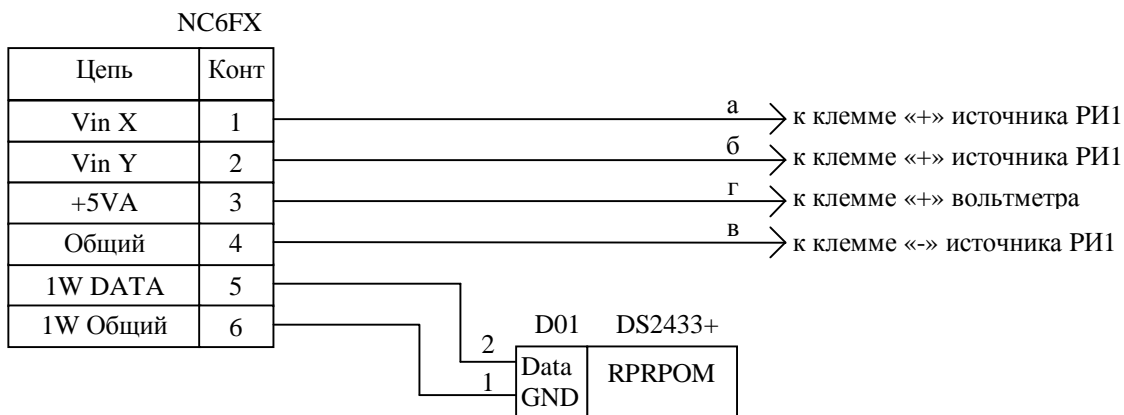 NC6FX
Цепь Конт
Vin X 1 а к клемме «+» источника РИ1
Vin Y 2 б к клемме «+» источника РИ1
+5VA 3 г к клемме «+» вольтметра
Общий 4 в к клемме «-» источника РИ1
1W DATA 5
1W Общий 6
D01 DS2433+
2 Data RPRPOM
1 GND